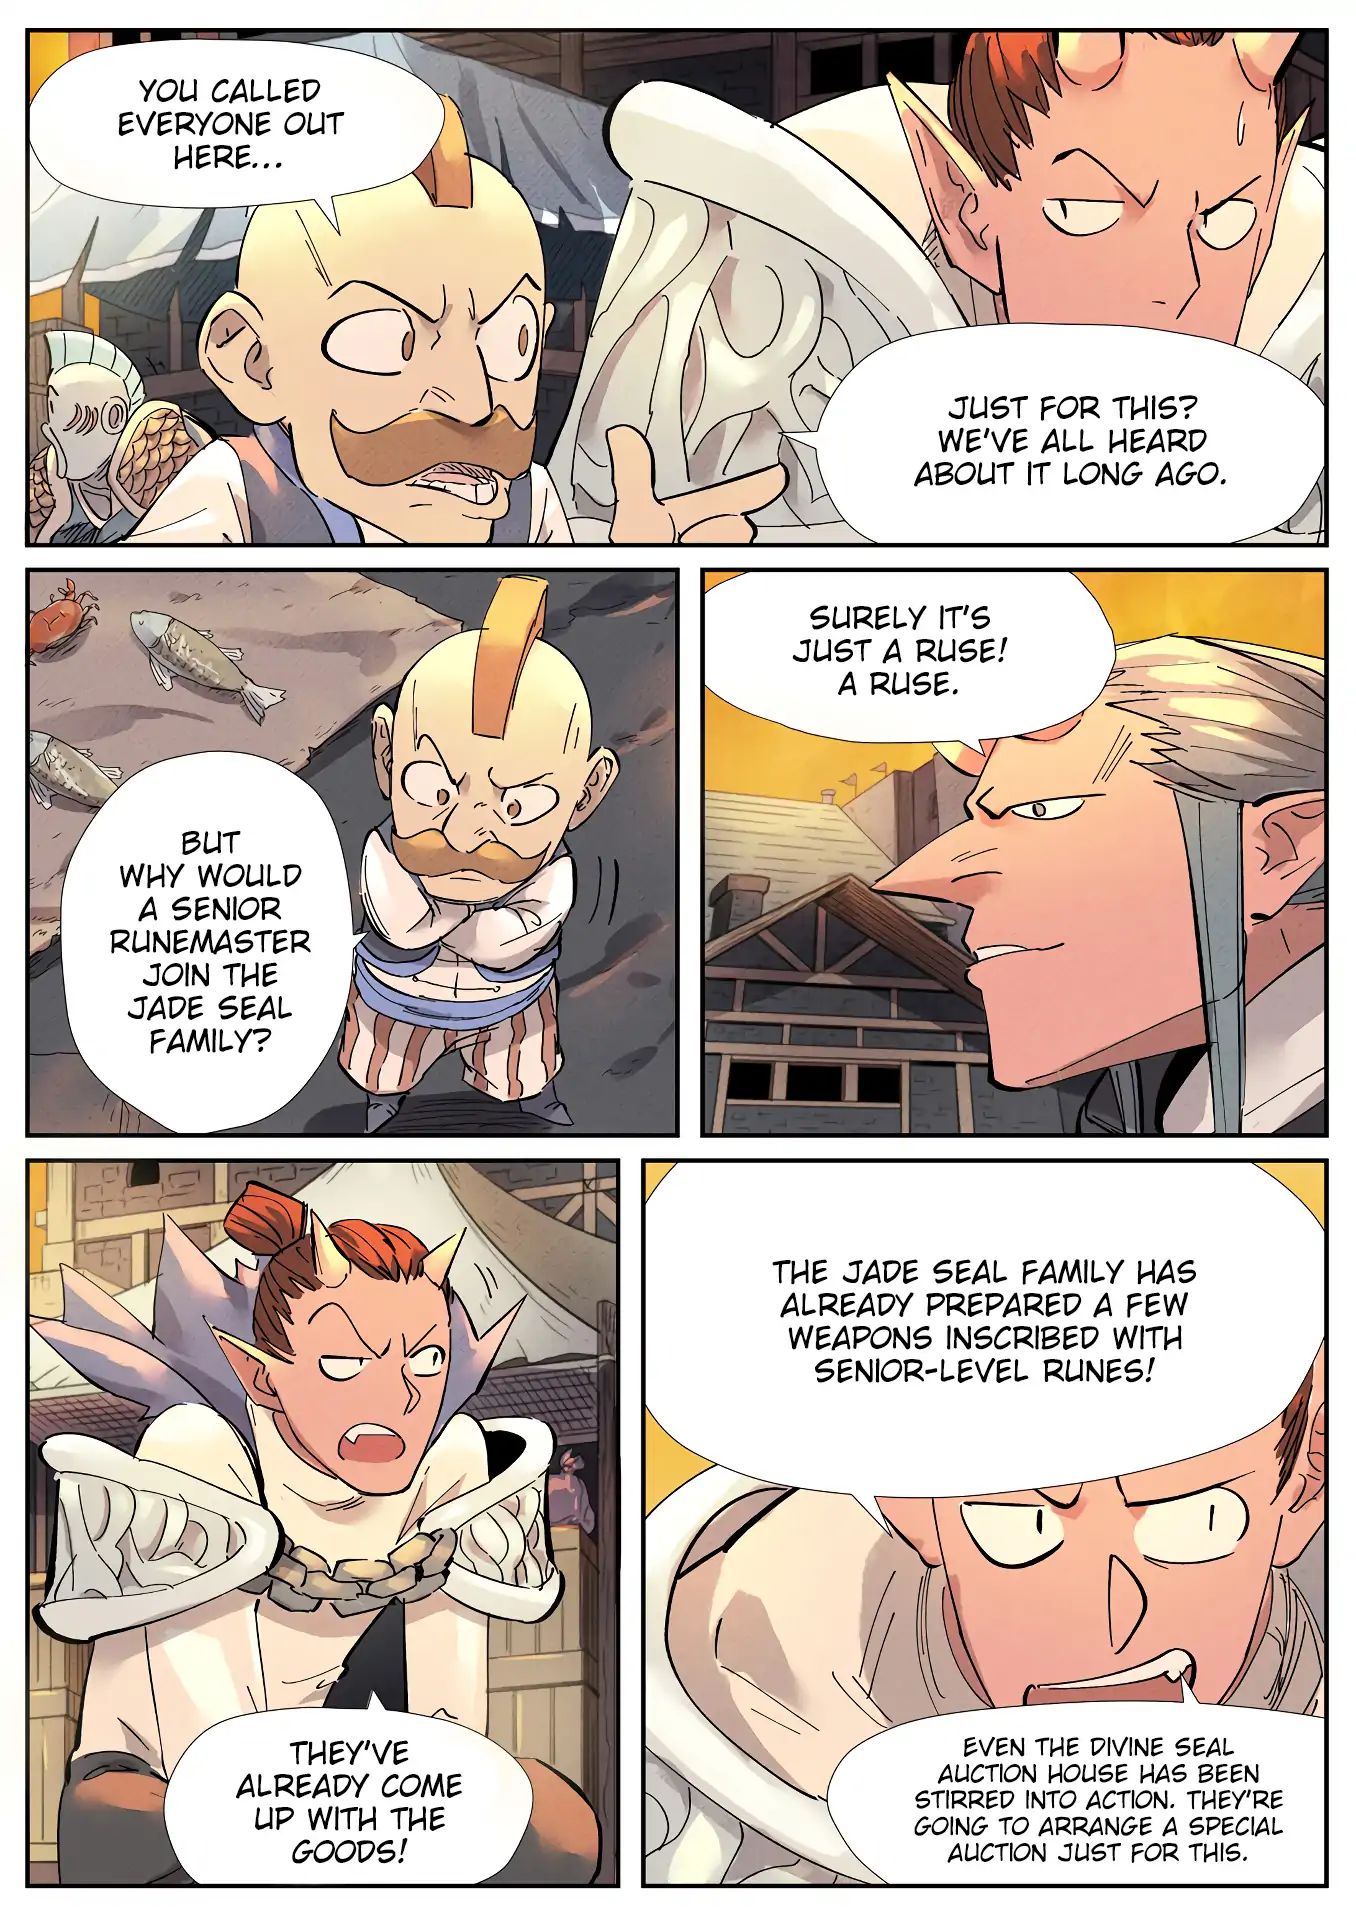 YOU CALLED
EVERYONE OUT
HERE...
JUST FOR THIS?
WE'VE ALL HEARD
ABOUT IT LONG AGO.
BUT
WHY WOULD
A SENIOR
RUNEMASTER
JOIN THE
JADE SEAL
FAMILY?
SURELY IT'S
JUST A RUSE!
A RUSE.
THEY'VE
ALREADY COME
UP WITH THE
GOODS!
THE JADE SEAL FAMILY HAS
ALREADY PREPARED A FEW
WEAPONS INSCRIBED WITH
SENIOR-LEVEL RUNES!
EVEN THE DIVINE SEAL
AUCTION HOUSE HAS BEEN
STIRRED INTO ACTION. THEY'RE
GOING TO ARRANGE A SPECIAL
AUCTION JUST FOR THIS.